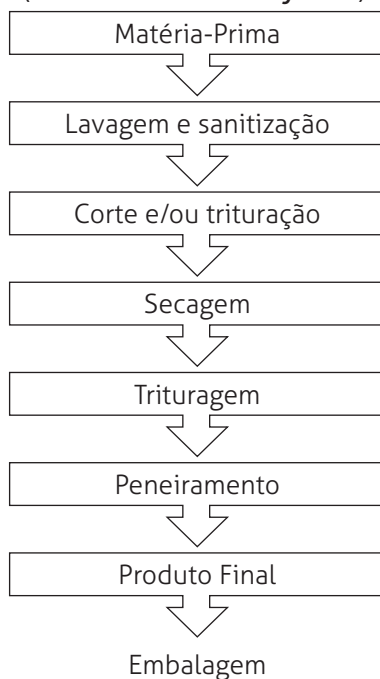 Matéria-Prima
Lavagem e sanitização
Corte e/ou trituração
Secagem
Trituragem
Peneiramento
Produto Final
Embalagem